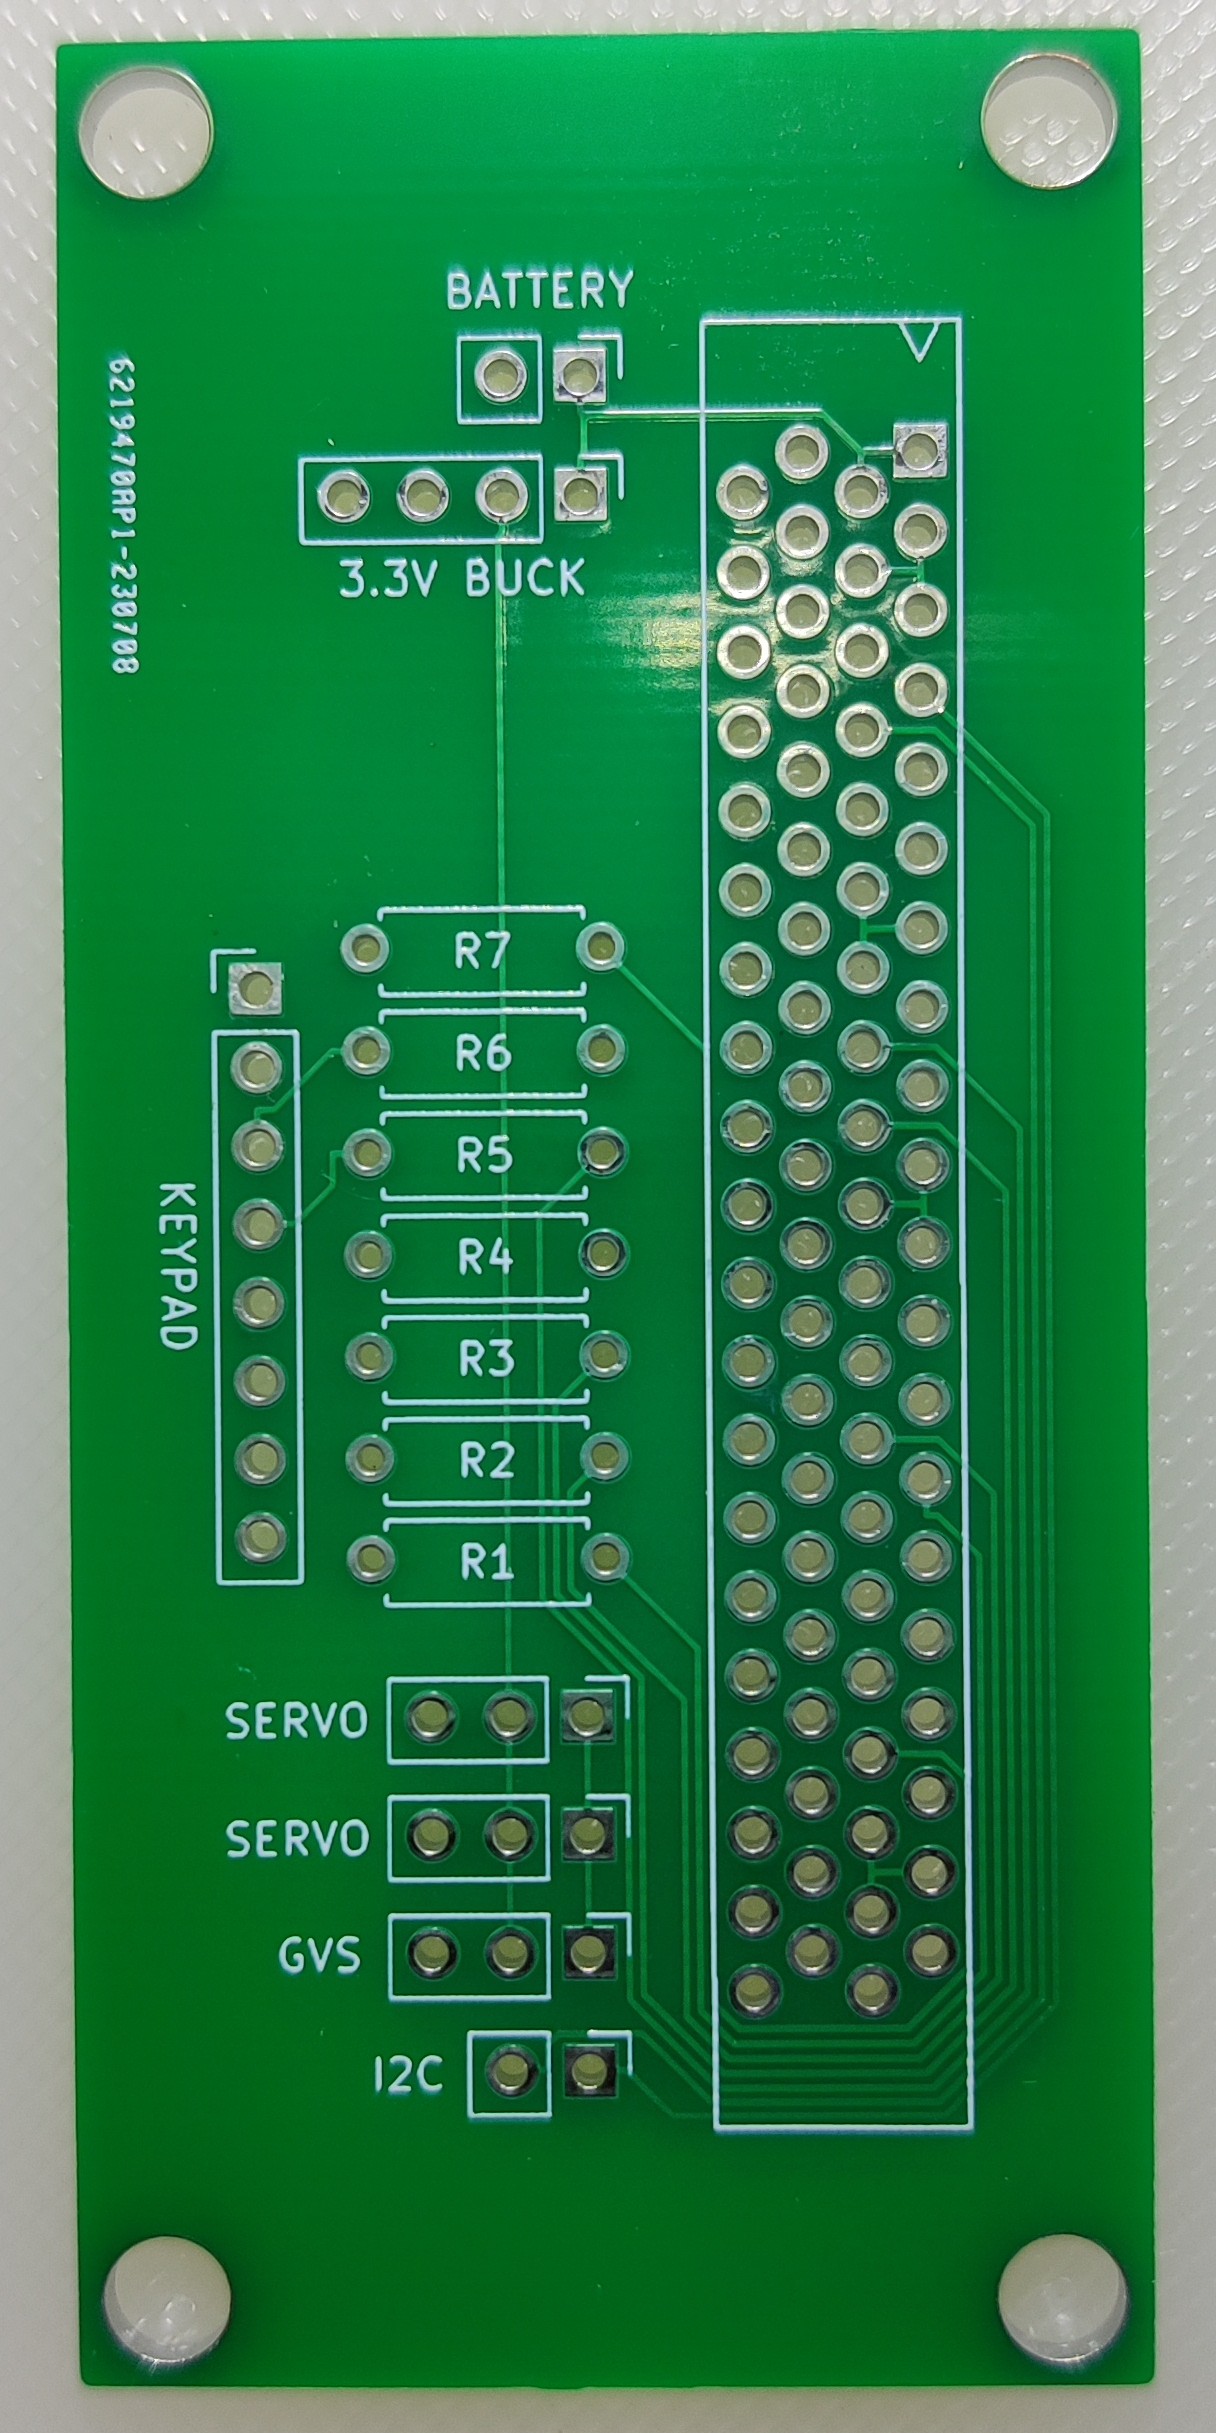 BATTERY
3.3V BUCK
6219470AP1-230708
R7
R6
R5
R4
R3
R2
R1
KEYPAD
SERVO
SERVO
GVS
I2C